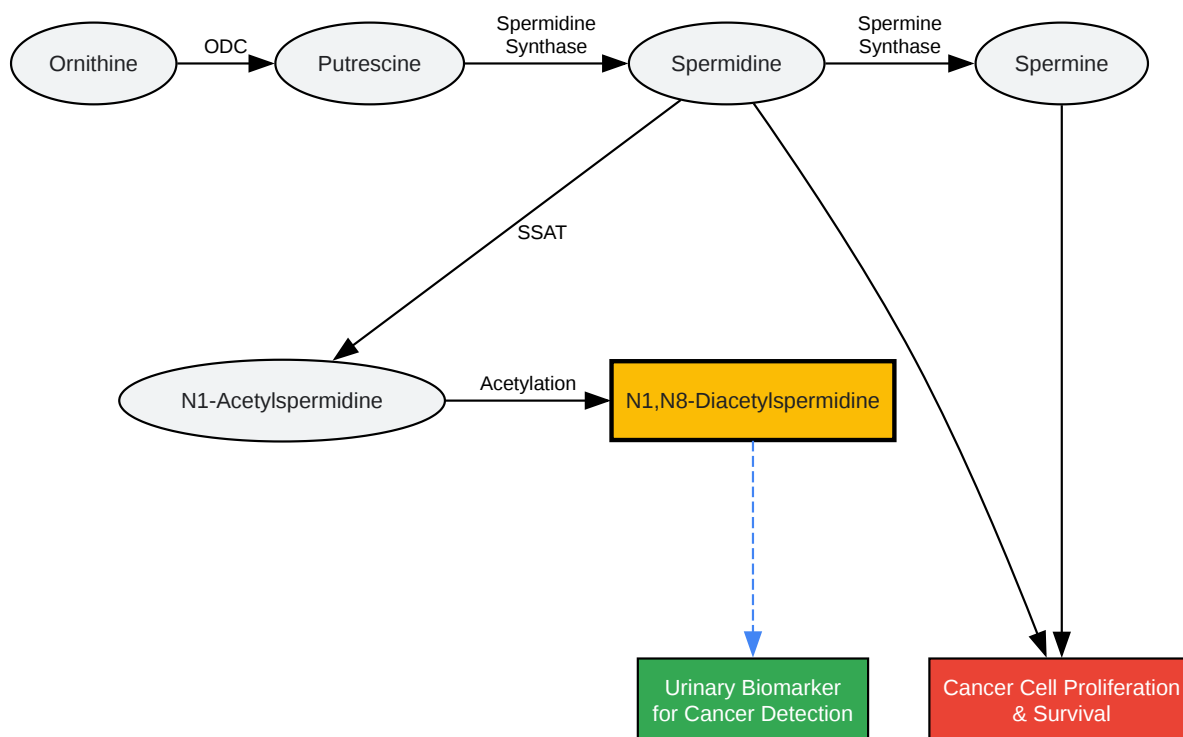 ODC
Spermidine
Synthase
Spermine
Synthase
Ornithine
Putrescine
Spermidine
Spermine
SSAT
N1-Acetylspermidine
Acetylation
N1,N8-Diacetylspermidine
Urinary Biomarker
for Cancer Detection
Cancer Cell Proliferation
& Survival